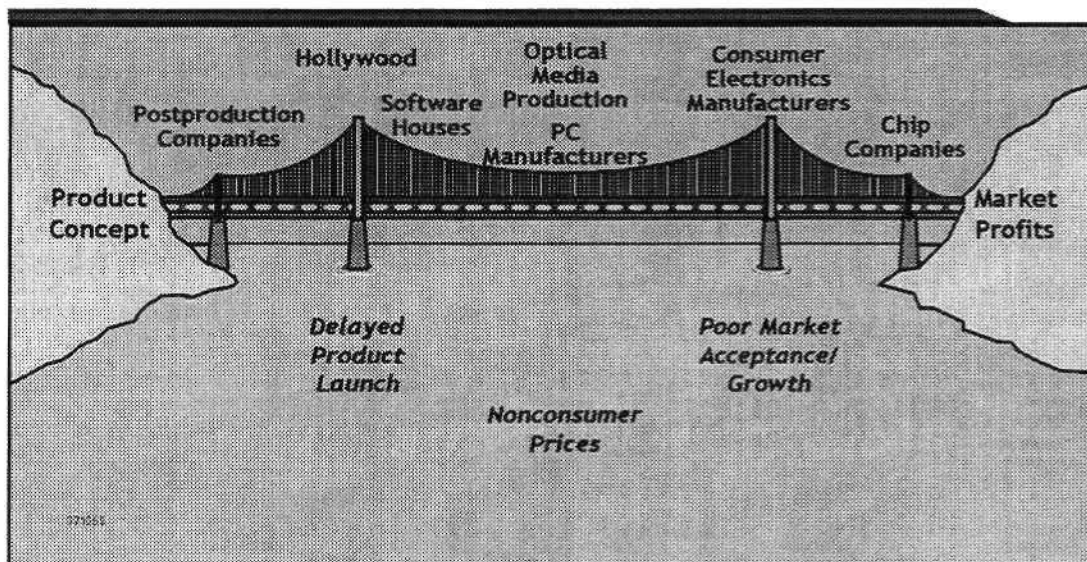 Hollywood
Optical
Media
Production
Consumer
Electronics
Manufacturers
Postproduction
Companies
Software
Houses
PC
Manufacturers
Chip
Companies
Product
Concept
Market
Profits
Delayed
Product
Launch
Poor Market
Acceptance/
Growth
Nonconsumer
Prices